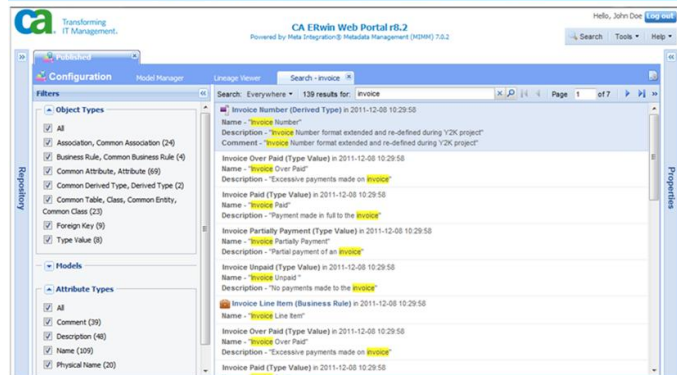 ca.
Transforming
IT Management.
CA ERwin Web Portal r8.2
Powered by Meta Integration® Metadata Management (MIMM) 7.0.2
Hello, John Doe Log out
Search Tools Help
Published
Configuration Model Manager Lineage Viewer Search - invoice
Filters
Search: Everywhere 139 results for: invoice Page 1 of 7
Repository
Properties
Object Types
All
Association, Common Association (24)
Business Rule, Common Business Rule (4)
Common Attribute, Attribute (69)
Common Derived Type, Derived Type (2)
Common Table, Class, Common Entity,
Common Class (23)
Foreign Key (9)
Type Value (8)
Models
Attribute Types
All
Comment (39)
Description (48)
Name (109)
Physical Name (20)
Invoice Number (Derived Type) in 2011-12-08 10:29:58
Name - "Invoice Number"
Description - "Invoice Number format extended and re-defined during Y2K project"
Comment - "Invoice Number format extended and re-defined during Y2K project"
Invoice Over Paid (Type Value) in 2011-12-08 10:29:58
Name - "Invoice Over Paid"
Description - "Excessive payments made on invoice"
Invoice Paid (Type Value) in 2011-12-08 10:29:58
Name - "Invoice Paid"
Description - "Payment made in full to the invoice"
Invoice Partially Payment (Type Value) in 2011-12-08 10:29:58
Name - "Invoice Partially Payment"
Description - "Partial payment of an invoice"
Invoice Unpaid (Type Value) in 2011-12-08 10:29:58
Name - "Invoice Unpaid "
Description - "No payments made to the invoice"
Invoice Line Item (Business Rule) in 2011-12-08 10:29:58
Name - "Invoice Line Item"
Invoice Over Paid (Type Value) in 2011-12-08 10:29:58
Name - "Invoice Over Paid"
Description - "Excessive payments made on invoice"
Invoice Paid (Type Value) in 2011-12-08 10:29:58